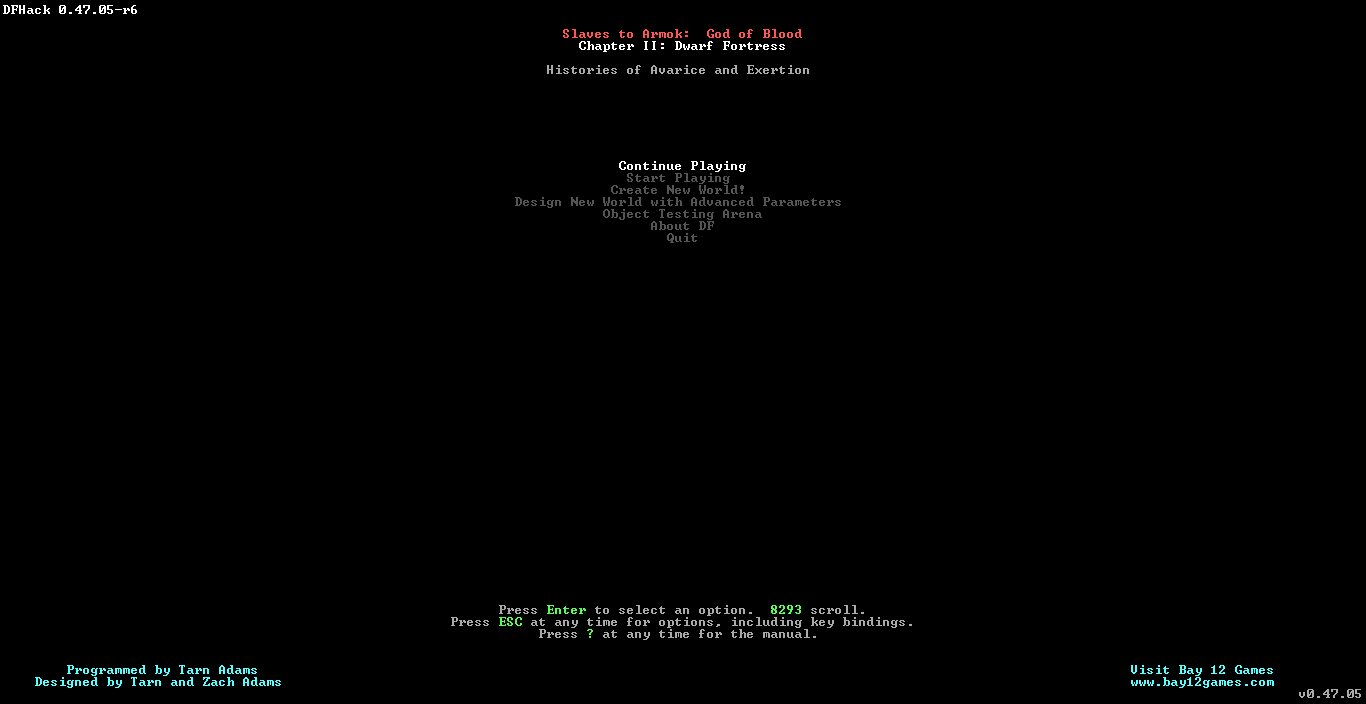 DFHack 0.47.05-r6
Slaves to Armok:  God of Blood
Chapter II: Dwarf Fortress
Histories of Avarice and Exertion
Continue Playing
Start Playing
Create New World!
Design New World with Advanced Parameters
Object Testing Arena
About DF
Quit
Press Enter to select an option.  8293 scroll.
Press ESC at any time for options, including key bindings.
Press ? at any time for the manual.
Programmed by Tarn Adams
Designed by Tarn and Zach Adams
Visit Bay 12 Games
www.bay12games.com
v0.47.05